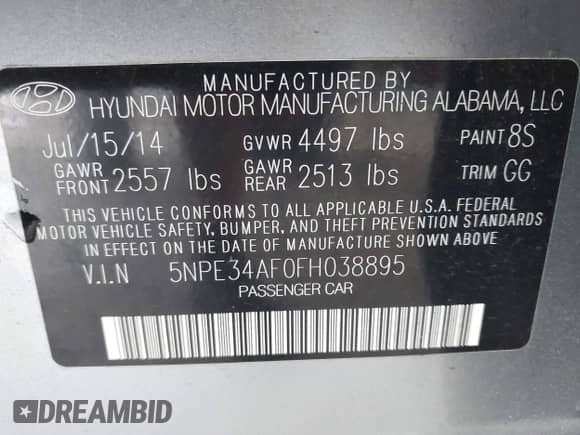 MANUFACTURED BY
HYUNDAI MOTOR MANUFACTURING ALABAMA, LLC
Jul/15/14 GVWR 4497 lbs PAINT 8S
GAWR FRONT 2557 lbs GAWR REAR 2513 lbs TRIM GG
THIS VEHICLE CONFORMS TO ALL APPLICABLE U.S.A. FEDERAL
MOTOR VEHICLE SAFETY, BUMPER, AND THEFT PREVENTION STANDARDS
IN EFFECT ON THE DATE OF MANUFACTURE SHOWN ABOVE.
V.I.N 5NPE34AF0FH038895
PASSENGER CAR
DREAMBID